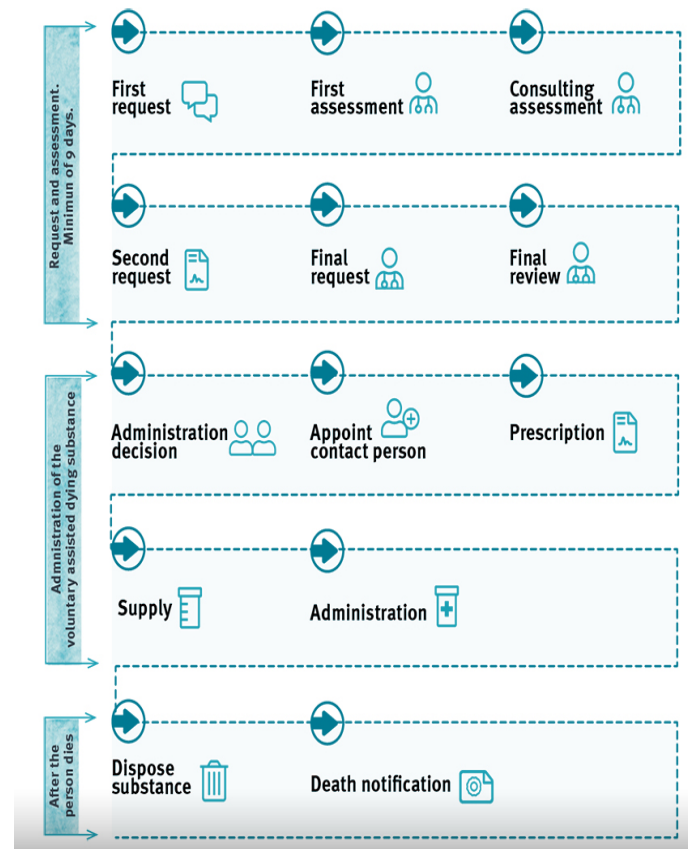 Request and assessment.
Minimun of 9 days.
First
request
First
assessment
Consulting
assessment
Second
request
Final
request
Final
review
Admnistration of the
voluntary assisted dying substance
Administration
decision
Appoint
contact person
Prescription
Supply
Administration
After the
person dies
Dispose
substance
Death notification